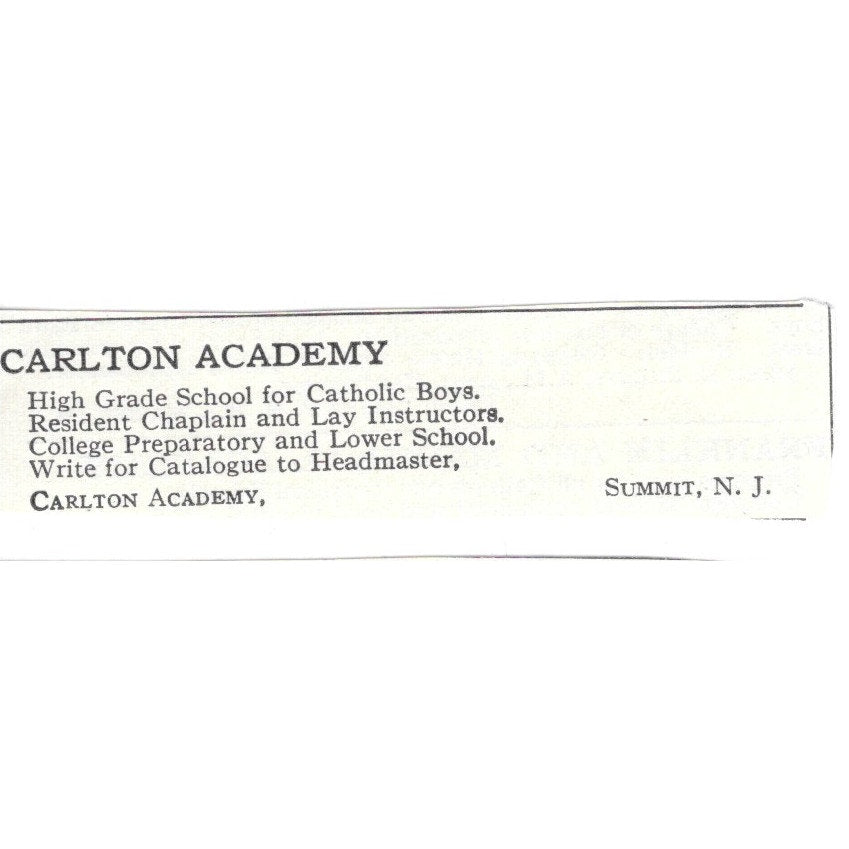 CARLTON ACADEMY
High Grade School for Catholic Boys.
Resident Chaplain and Lay Instructors.
College Preparatory and Lower School.
Write for Catalogue to Headmaster,
CARLTON ACADEMY, SUMMIT, N. J.